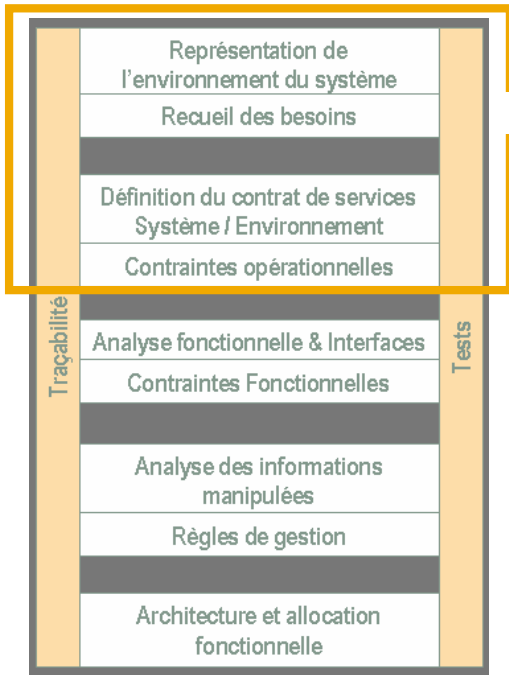 Représentation de
l'environnement du système
Recueil des besoins
Définition du contrat de services
Système / Environnement
Contraintes opérationnelles
Traçabilité
Tests
Analyse fonctionnelle & Interfaces
Contraintes Fonctionnelles
Analyse des informations
manipulées
Règles de gestion
Architecture et allocation
fonctionnelle